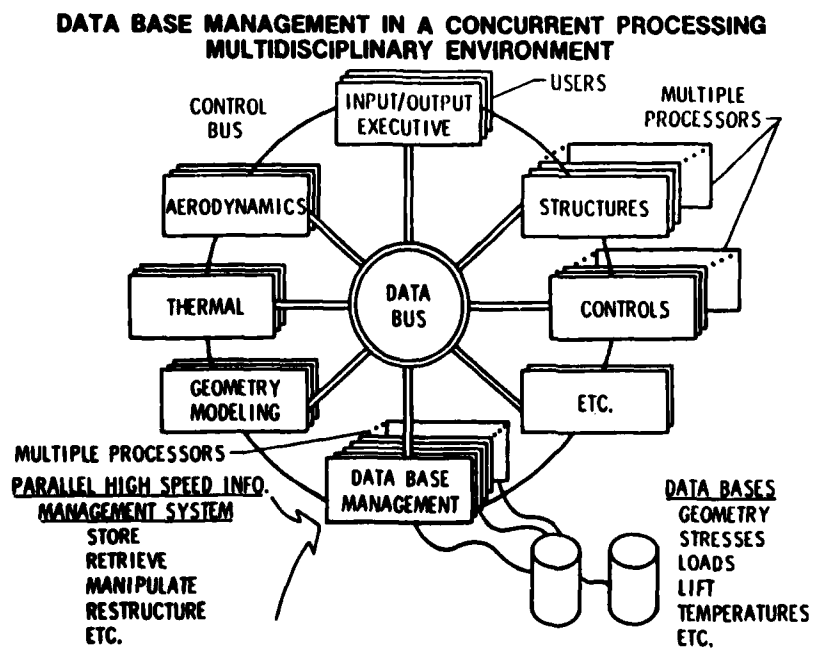 DATA BASE MANAGEMENT IN A CONCURRENT PROCESSING
MULTIDISCIPLINARY ENVIRONMENT
USERS
CONTROL
BUS
INPUT/OUTPUT
EXECUTIVE
MULTIPLE
PROCESSORS
AERODYNAMICS
STRUCTURES
THERMAL
DATA
BUS
CONTROLS
GEOMETRY
MODELING
ETC.
MULTIPLE PROCESSORS
DATA BASE
MANAGEMENT
PARALLEL HIGH SPEED INFO.
MANAGEMENT SYSTEM
STORE
RETRIEVE
MANIPULATE
RESTRUCTURE
ETC.
DATA BASES
GEOMETRY
STRESSES
LOADS
LIFT
TEMPERATURES
ETC.